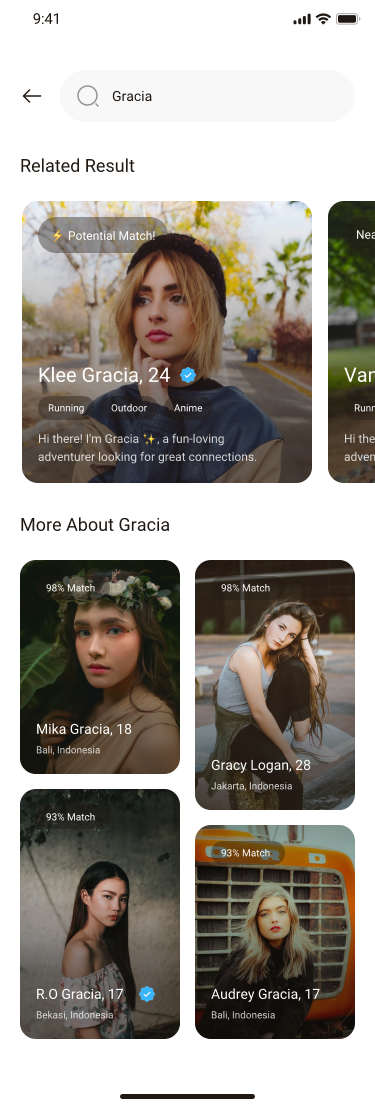 9:41
Gracia
Related Result
⚡ Potential Match!
Klee Gracia, 24
Running Outdoor Anime
Hi there! I'm Gracia ✨, a fun-loving
adventurer looking for great connections.
Nea
Van
Runn
Hi the
adven
More About Gracia
98% Match
Mika Gracia, 18
Bali, Indonesia
98% Match
Gracy Logan, 28
Jakarta, Indonesia
93% Match
R.O Gracia, 17
Bekasi, Indonesia
93% Match
Audrey Gracia, 17
Bali, Indonesia